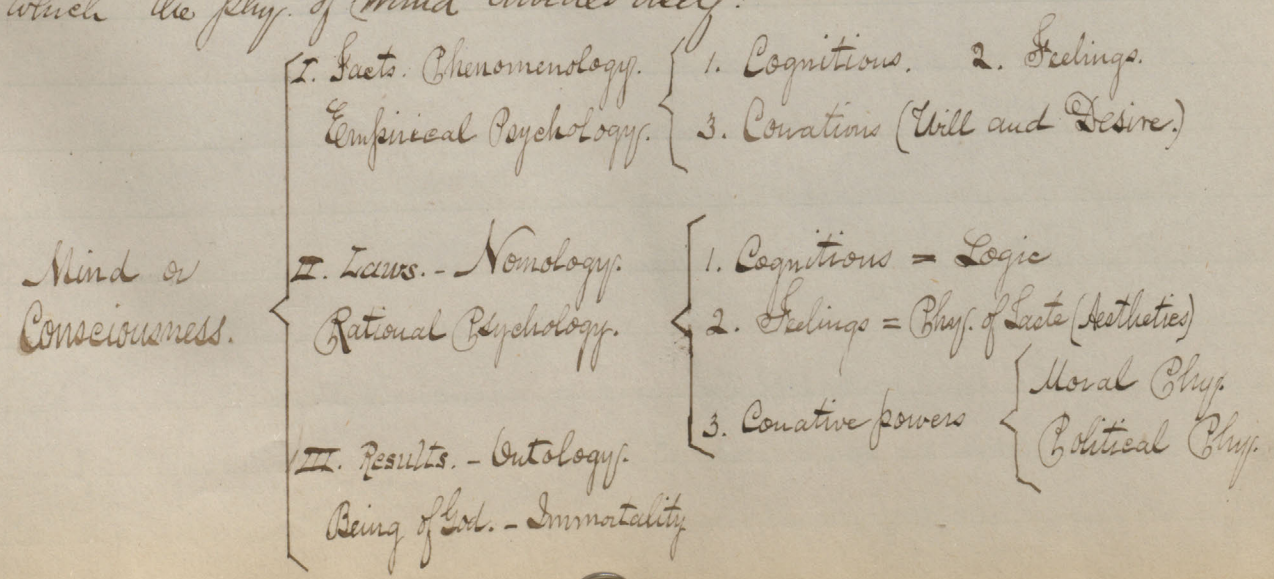 which the phy. of Mind divides itself.
I. Facts. Phenomenology. { 1. Cognitions. 2. Feelings.
Empirical Psychology. { 3. Conations (Will and Desire.)
Mind or
Consciousness.
II. Laws. - Nomology.
Rational Psychology.
1. Cognitions = Logic
2. Feelings = Phy. of Taste (Aesthetics)
3. Conative powers { Moral Phy.
Political Phy.
III. Results. - Ontology.
Being of God. - Immortality